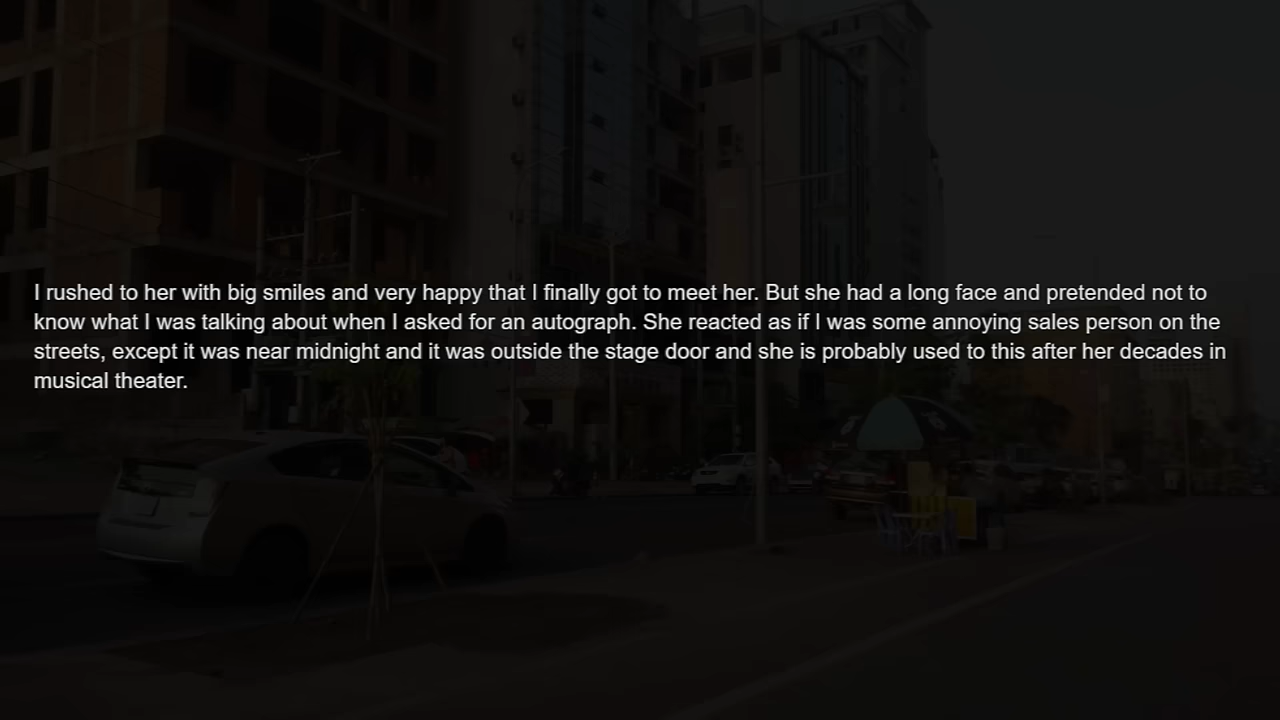 I rushed to her with big smiles and very happy that I finally got to meet her. But she had a long face and pretended not to
know what I was talking about when I asked for an autograph. She reacted as if I was some annoying sales person on the
streets, except it was near midnight and it was outside the stage door and she is probably used to this after her decades in
musical theater.